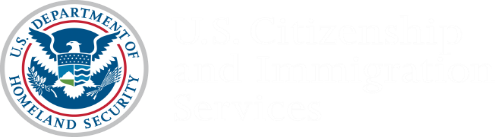 U.S. DEPARTMENT OF
HOMELAND SECURITY
U.S. Citizenship
and Immigration
Services